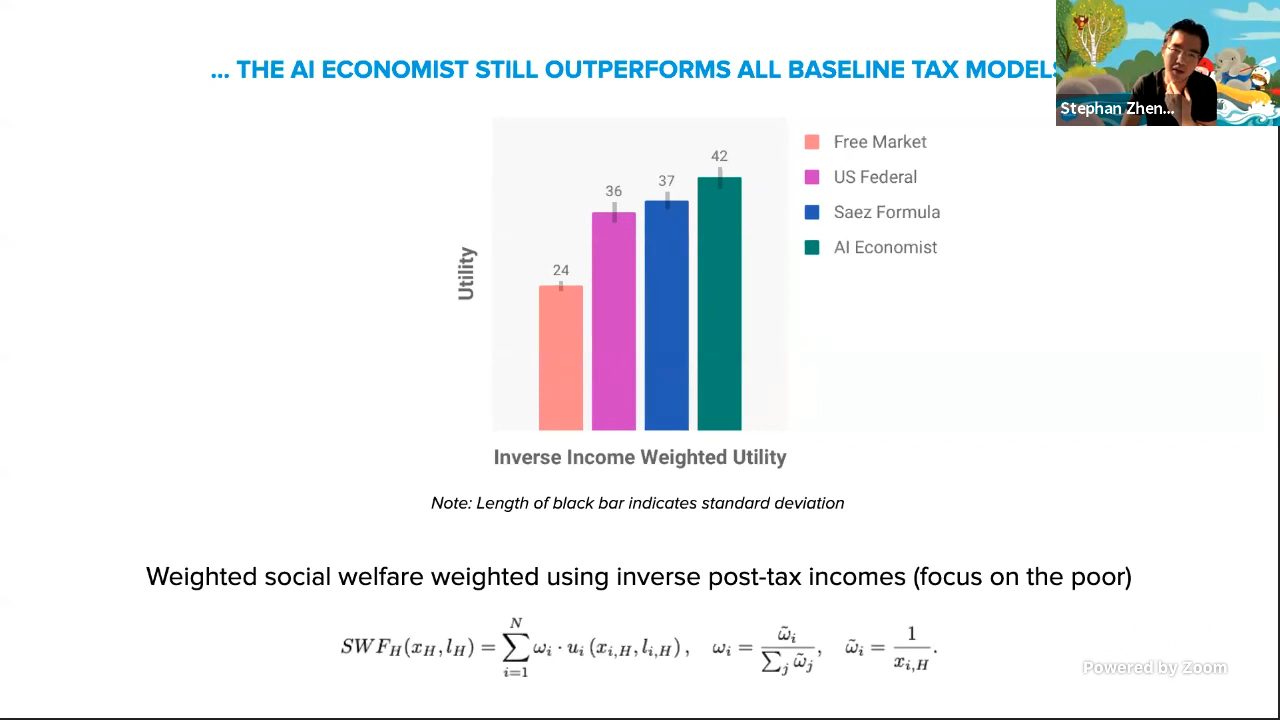 ... THE AI ECONOMIST STILL OUTPERFORMS ALL BASELINE TAX MODELS
Stephan Zhen...
42
37
36
24
Utility
Free Market
US Federal
Saez Formula
AI Economist
Inverse Income Weighted Utility
Note: Length of black bar indicates standard deviation
Weighted social welfare weighted using inverse post-tax incomes (focus on the poor)
SWF_H(x_H, l_H) = ∑_{i=1}^{N} ω_i · u_i (x_{i,H}, l_{i,H}), ω_i = ω̃_i / ∑_j ω̃_j, ω̃_i = 1 / x_{i,H}.
Powered by Zoom